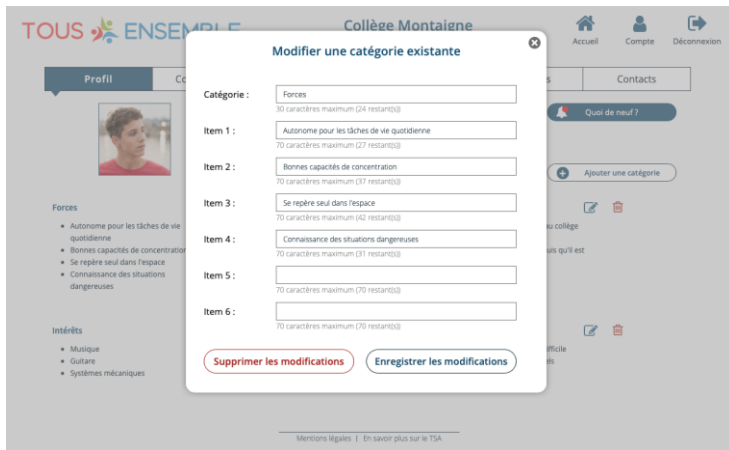 TOUS ENSEMBLE
Collège Montaigne
Accueil
Compte
Déconnexion
Profil
Co
s
Contacts
Modifier une catégorie existante
Catégorie :
Forces
30 caractères maximum (24 restant(s))
Item 1 :
Autonome pour les tâches de vie quotidienne
70 caractères maximum (27 restant(s))
Item 2 :
Bonnes capacités de concentration
70 caractères maximum (37 restant(s))
Item 3 :
Se repère seul dans l'espace
70 caractères maximum (42 restant(s))
Item 4 :
Connaissance des situations dangereuses
70 caractères maximum (31 restant(s))
Item 5 :
70 caractères maximum (70 restant(s))
Item 6 :
70 caractères maximum (70 restant(s))
Supprimer les modifications
Enregistrer les modifications
Quoi de neuf ?
Ajouter une catégorie
Forces
Autonome pour les tâches de vie
quotidienne
Bonnes capacités de concentration
Se repère seul dans l'espace
Connaissance des situations
dangereuses
u collège
uis qu'il est
Intérêts
Musique
Guitare
Systèmes mécaniques
fficile
els
Mentions légales | En savoir plus sur le TSA